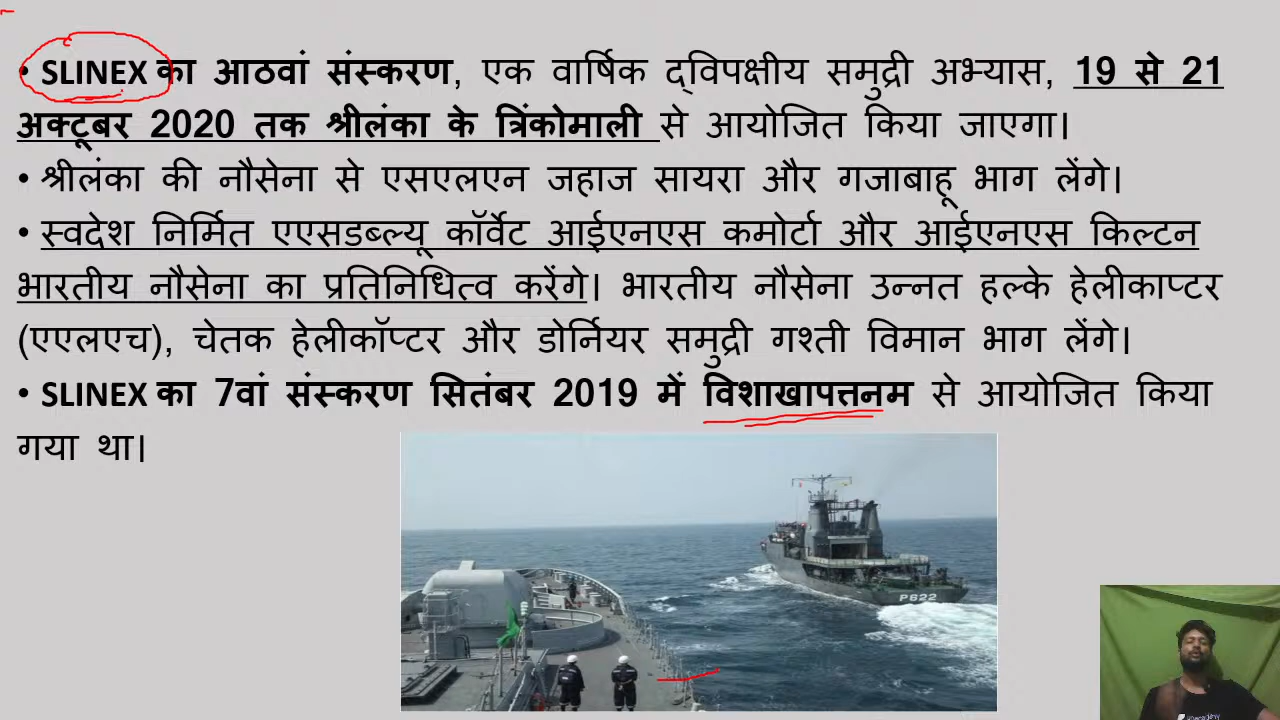 • SLINEX का आठवां संस्करण, एक वार्षिक द्विपक्षीय समुद्री अभ्यास, 19 से 21
अक्टूबर 2020 तक श्रीलंका के त्रिंकोमाली से आयोजित किया जाएगा।
• श्रीलंका की नौसेना से एसएलएन जहाज सायरा और गजाबाहू भाग लेंगे।
• स्वदेश निर्मित एएसडब्ल्यू कॉर्वेट आईएनएस कमोर्टा और आईएनएस किल्टन
भारतीय नौसेना का प्रतिनिधित्व करेंगे। भारतीय नौसेना उन्नत हल्के हेलीकाप्टर
(एएलएच), चेतक हेलीकॉप्टर और डोर्नियर समुद्री गश्ती विमान भाग लेंगे।
• SLINEX का 7वां संस्करण सितंबर 2019 में विशाखापत्तनम से आयोजित किया
गया था।
P622